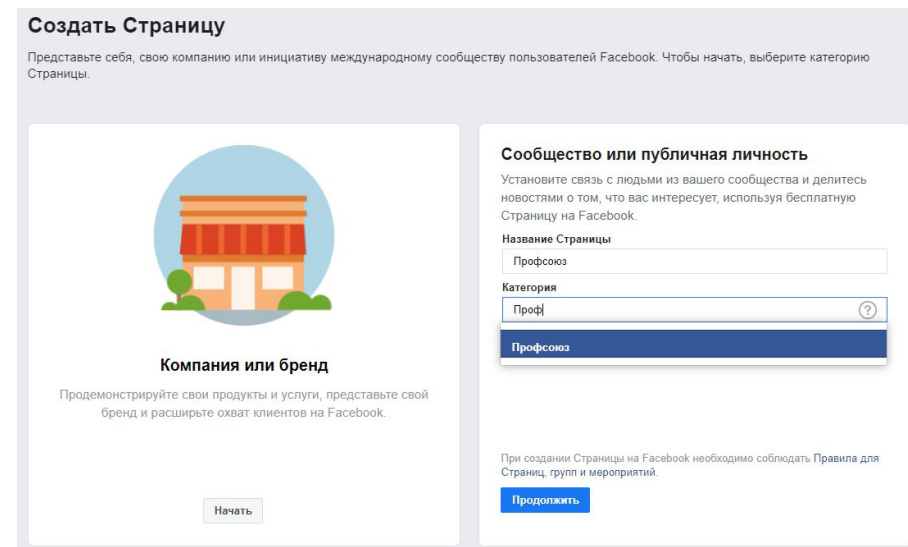 Создать Страницу
Представьте себя, свою компанию или инициативу международному сообществу пользователей Facebook. Чтобы начать, выберите категорию
Страницы.
Компания или бренд
Продемонстрируйте свои продукты и услуги, представьте свой
бренд и расширьте охват клиентов на Facebook.
Начать
Сообщество или публичная личность
Установите связь с людьми из вашего сообщества и делитесь
новостями о том, что вас интересует, используя бесплатную
Страницу на Facebook.
Название Страницы
Профсоюз
Категория
Проф
?
Профсоюз
При создании Страницы на Facebook необходимо соблюдать Правила для
Страниц, групп и мероприятий.
Продолжить